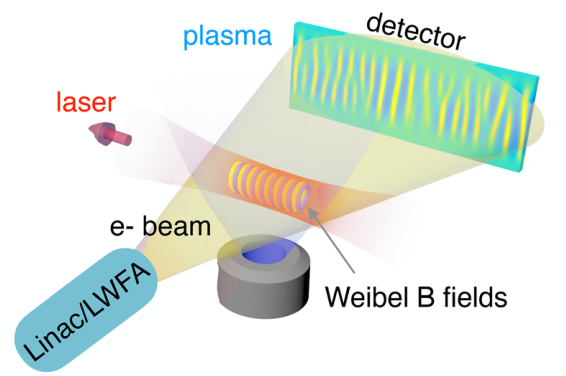 detector
plasma
laser
e- beam
Linac/LWFA
Weibel B fields